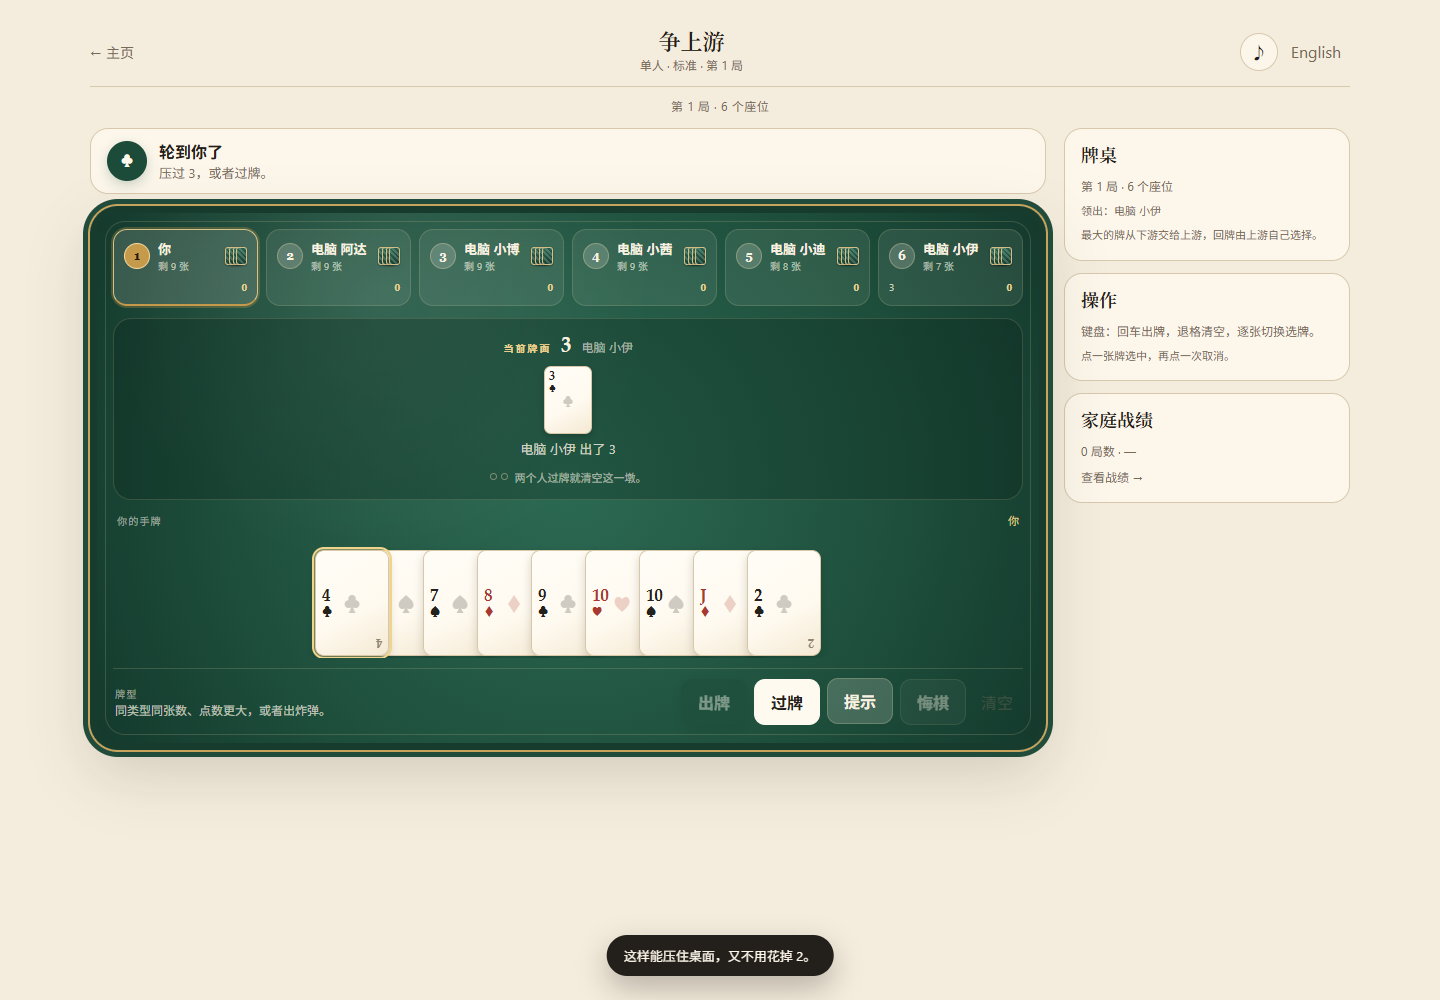 ← 主页
争上游
单人 · 标准 · 第 1 局
♪
English
第 1 局 · 6 个座位
轮到你了
压过 3，或者过牌。
1 你
剩 9 张
0
2 电脑 阿达
剩 9 张
0
3 电脑 小博
剩 9 张
0
4 电脑 小茜
剩 9 张
0
5 电脑 小迪
剩 8 张
0
6 电脑 小伊
剩 7 张
3 0
当前牌面 3 电脑 小伊
3
电脑 小伊 出了 3
两个人过牌就清空这一墩。
你的手牌 你
4 7 8 9 10 10 J 2
4 2
牌型
同类型同张数、点数更大，或者出炸弹。
出牌 过牌 提示 悔棋 清空
牌桌
第 1 局 · 6 个座位
领出：电脑 小伊
最大的牌从下游交给上游，回牌由上游自己选择。
操作
键盘：回车出牌，退格清空，逐张切换选牌。
点一张牌选中，再点一次取消。
家庭战绩
0 局数 · —
查看战绩 →
这样能压住桌面，又不用花掉 2。